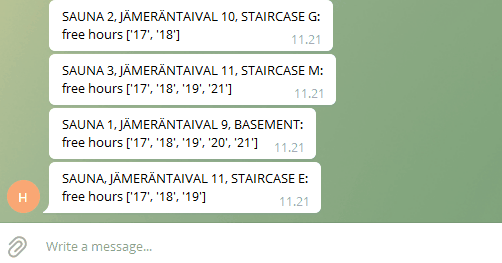 SAUNA 2, JÄMERÄNTAIVAL 10, STAIRCASE G:
free hours ['17', '18']
11.21
SAUNA 3, JÄMERÄNTAIVAL 11, STAIRCASE M:
free hours ['17', '18', '19', '21']
11.21
SAUNA 1, JÄMERÄNTAIVAL 9, BASEMENT:
free hours ['17', '18', '19', '20', '21']
11.21
SAUNA, JÄMERÄNTAIVAL 11, STAIRCASE E:
free hours ['17', '18', '19']
11.21
H
Write a message...